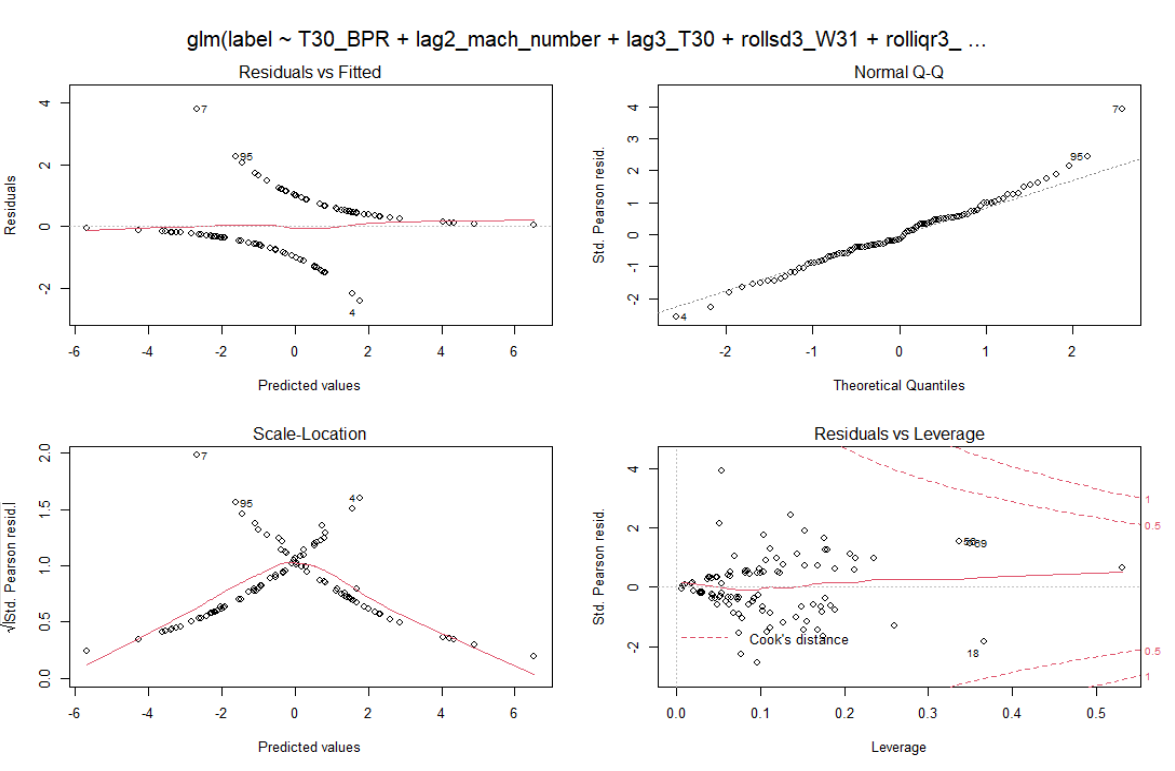 glm(label ~ T30_BPR + lag2_mach_number + lag3_T30 + rollsd3_W31 + rolliqr3_ ...
Residuals vs Fitted
Residuals
4
2
0
-2
7
95
4
-6 -4 -2 0 2 4 6
Predicted values
Normal Q-Q
Std. Pearson resid.
4
3
2
1
0
-1
-2
7
95
4
-2 -1 0 1 2
Theoretical Quantiles
Scale-Location
√|Std. Pearson resid.|
2.0
1.5
1.0
0.5
0.0
7
95
4
-6 -4 -2 0 2 4 6
Predicted values
Residuals vs Leverage
Std. Pearson resid.
4
2
0
-2
69
18
Cook's distance
1
0.5
0.5
1
0.0 0.1 0.2 0.3 0.4 0.5
Leverage